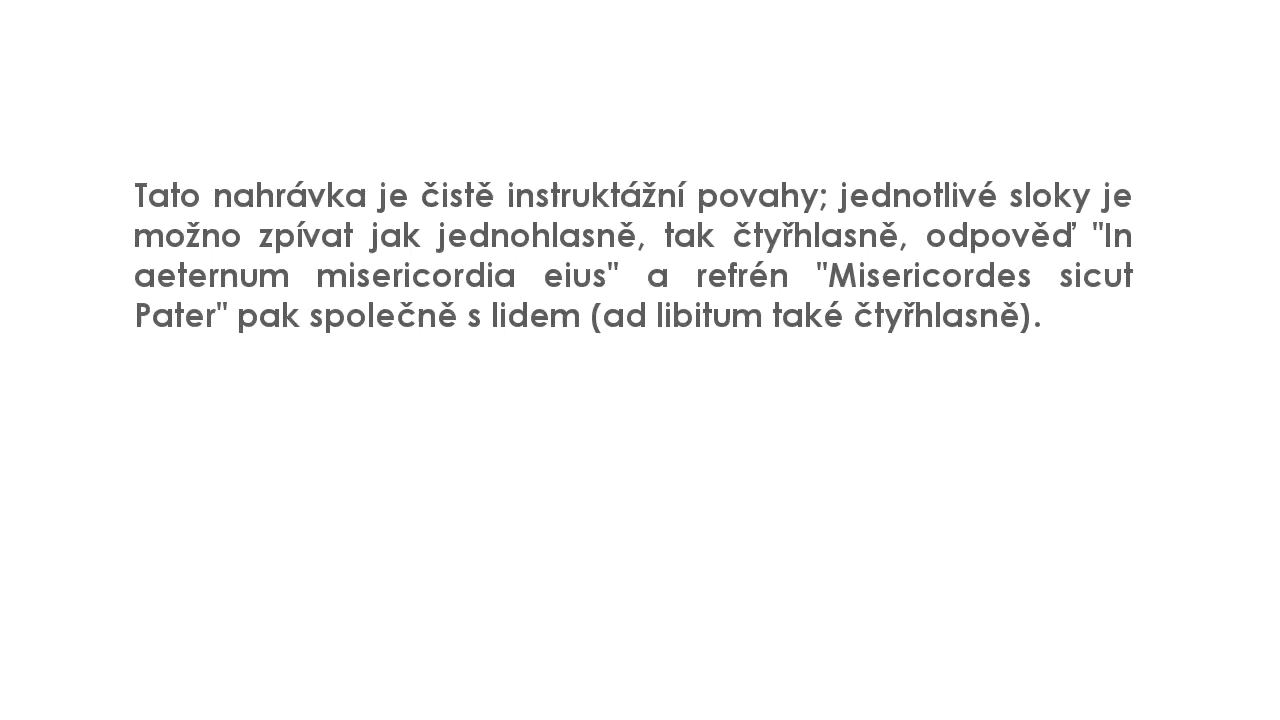 Tato nahrávka je čistě instruktážní povahy; jednotlivé sloky je
možno zpívat jak jednohlasně, tak čtyřhlasně, odpověď "In
aeternum misericordia eius" a refrén "Misericordes sicut
Pater" pak společně s lidem (ad libitum také čtyřhlasně).